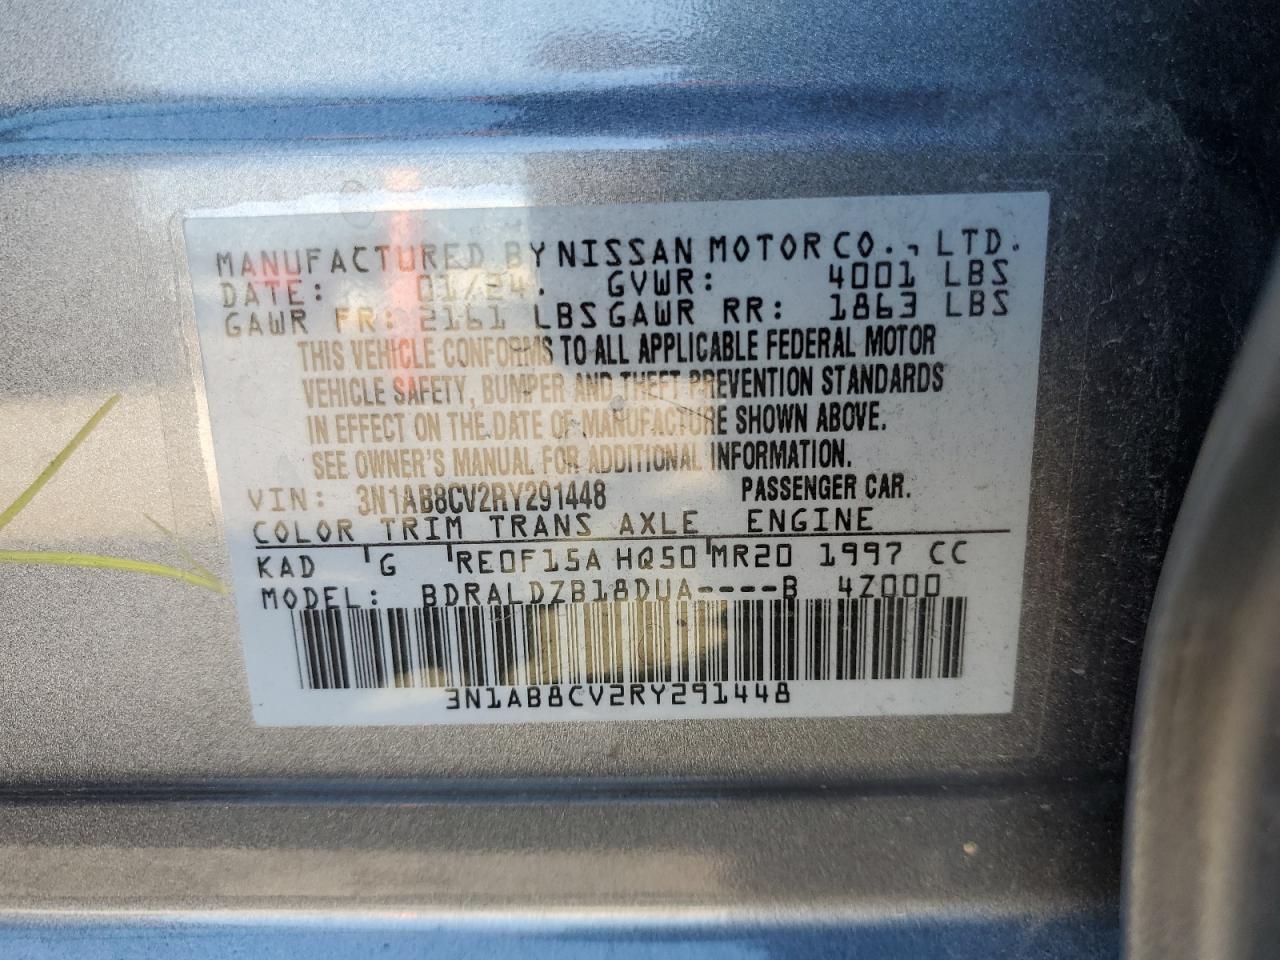 MANUFACTURED BY NISSAN MOTOR CO., LTD.
DATE: 01/24. GVWR: 4001 LBS
GAWR FR: 2161 LBS GAWR RR: 1863 LBS
THIS VEHICLE CONFORMS TO ALL APPLICABLE FEDERAL MOTOR
VEHICLE SAFETY, BUMPER AND THEFT PREVENTION STANDARDS
IN EFFECT ON THE DATE OF MANUFACTURE SHOWN ABOVE.
SEE OWNER'S MANUAL FOR ADDITIONAL INFORMATION.
VIN: 3N1AB8CV2RY291448 PASSENGER CAR.
COLOR TRIM TRANS AXLE ENGINE
KAD G RE0F15A HQ50 MR20 1997 CC
MODEL: BDRALDZB18DUA----B 4Z000
3N1AB8CV2RY291448